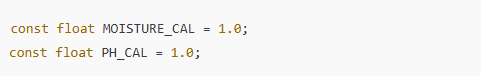 const float MOISTURE_CAL = 1.0;
const float PH_CAL = 1.0;